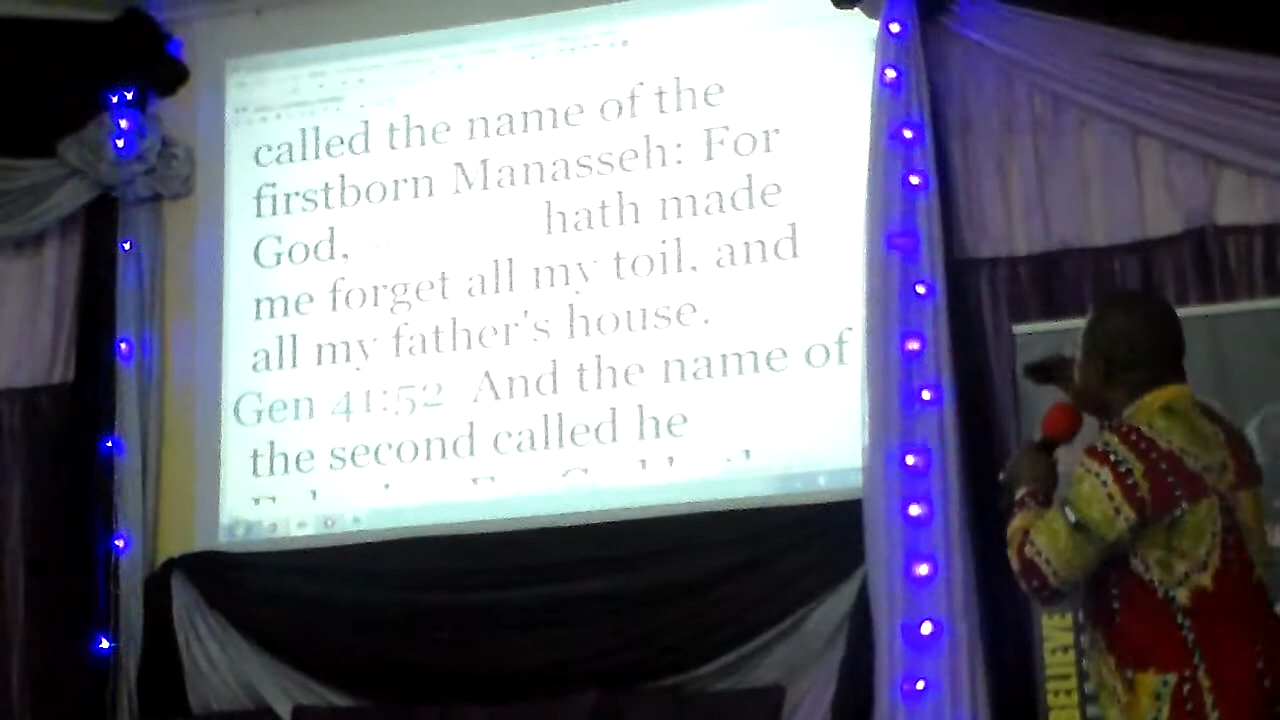 called the name of the
firstborn Manasseh: For
God, hath made
me forget all my toil, and
all my father's house.
Gen 41:52 And the name of
the second called he
BELIEVE